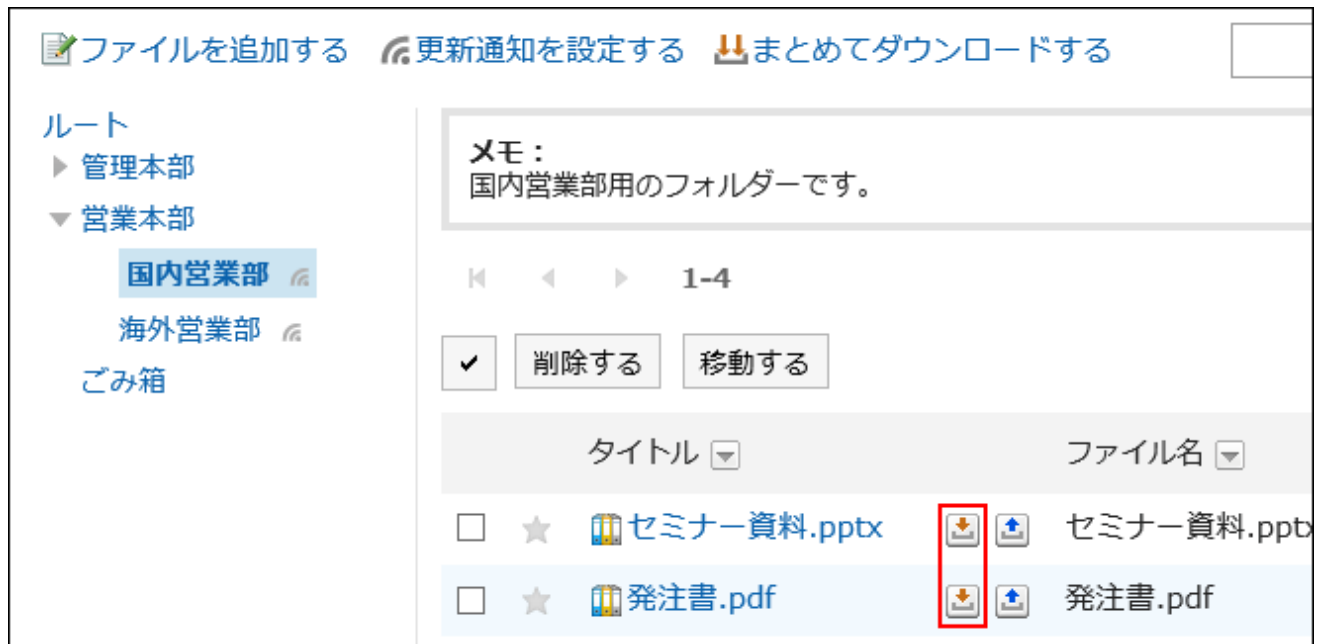 ファイルを追加する 更新通知を設定する まとめてダウンロードする
ルート
管理本部
営業本部
国内営業部
海外営業部
ごみ箱
メモ：
国内営業部用のフォルダーです。
1-4
削除する 移動する
タイトル ファイル名
セミナー資料.pptx セミナー資料.pptx
発注書.pdf 発注書.pdf